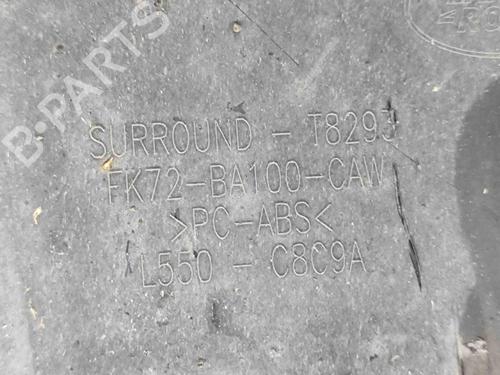 B-PARTS
SURROUND - T8293
FK72-BA100-CAW
>PC-ABS<
L550 - C8C9A